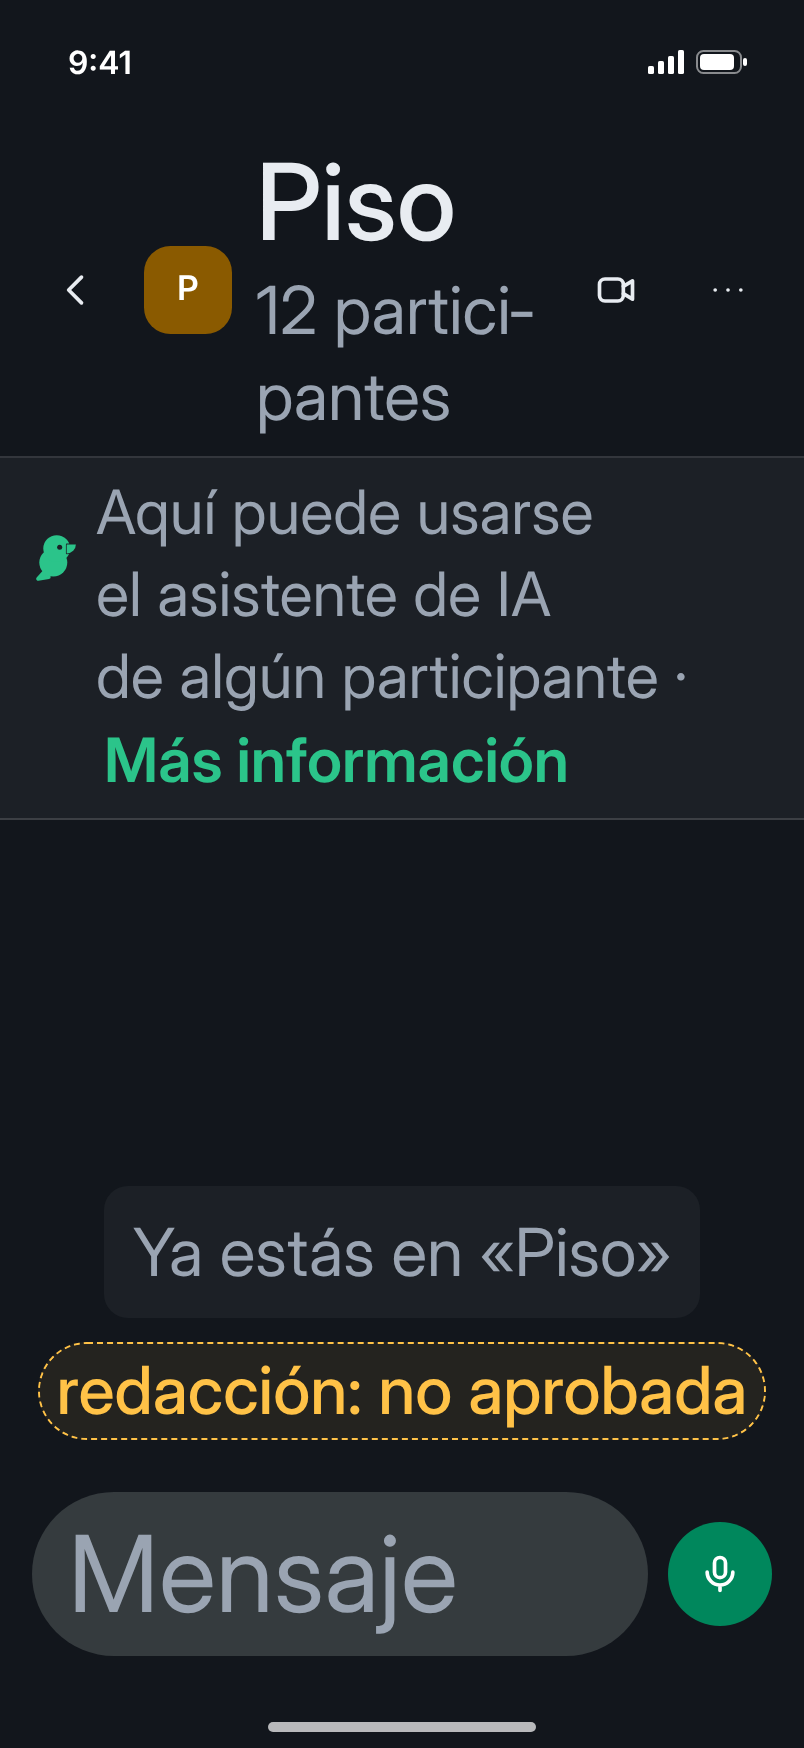 9:41
Piso
P
12 partici-
pantes
Aquí puede usarse
el asistente de IA
de algún participante ·
Más información
Ya estás en «Piso»
redacción: no aprobada
Mensaje